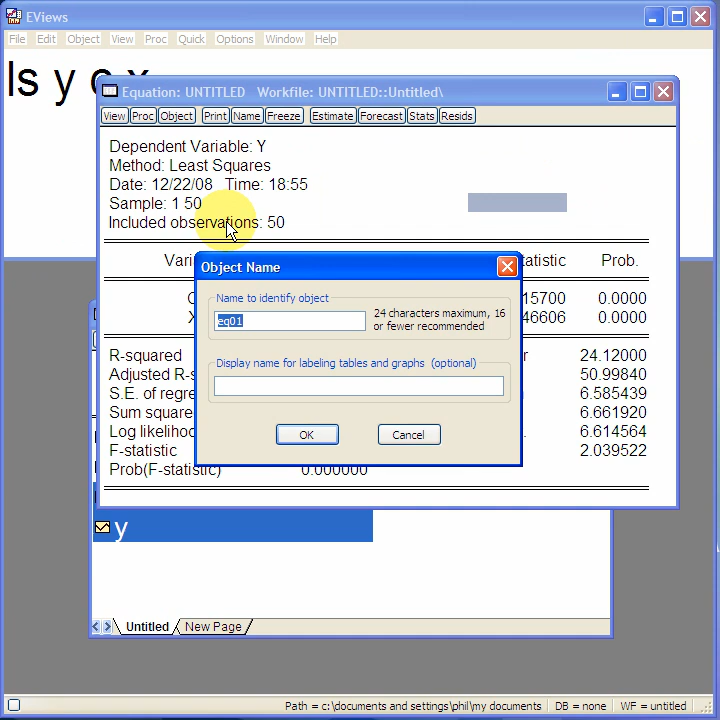 EViews
File Edit Object View Proc Quick Options Window Help
ls y c x
Equation: UNTITLED Workfile: UNTITLED::Untitled\
View Proc Object Print Name Freeze Estimate Forecast Stats Resids
Dependent Variable: Y
Method: Least Squares
Date: 12/22/08 Time: 18:55
Sample: 1 50
Included observations: 50
Vari atistic Prob.
15700 0.0000
46606 0.0000
R-squared 24.12000
Adjusted R-s 50.99840
S.E. of regre 6.585439
Sum square 6.661920
Log likelihoo 6.614564
F-statistic 2.039522
Prob(F-statistic) 0.000000
Object Name
Name to identify object
eq01
24 characters maximum, 16
or fewer recommended
Display name for labeling tables and graphs (optional)
OK Cancel
y
Untitled New Page
Path = c:\documents and settings\phil\my documents DB = none WF = untitled